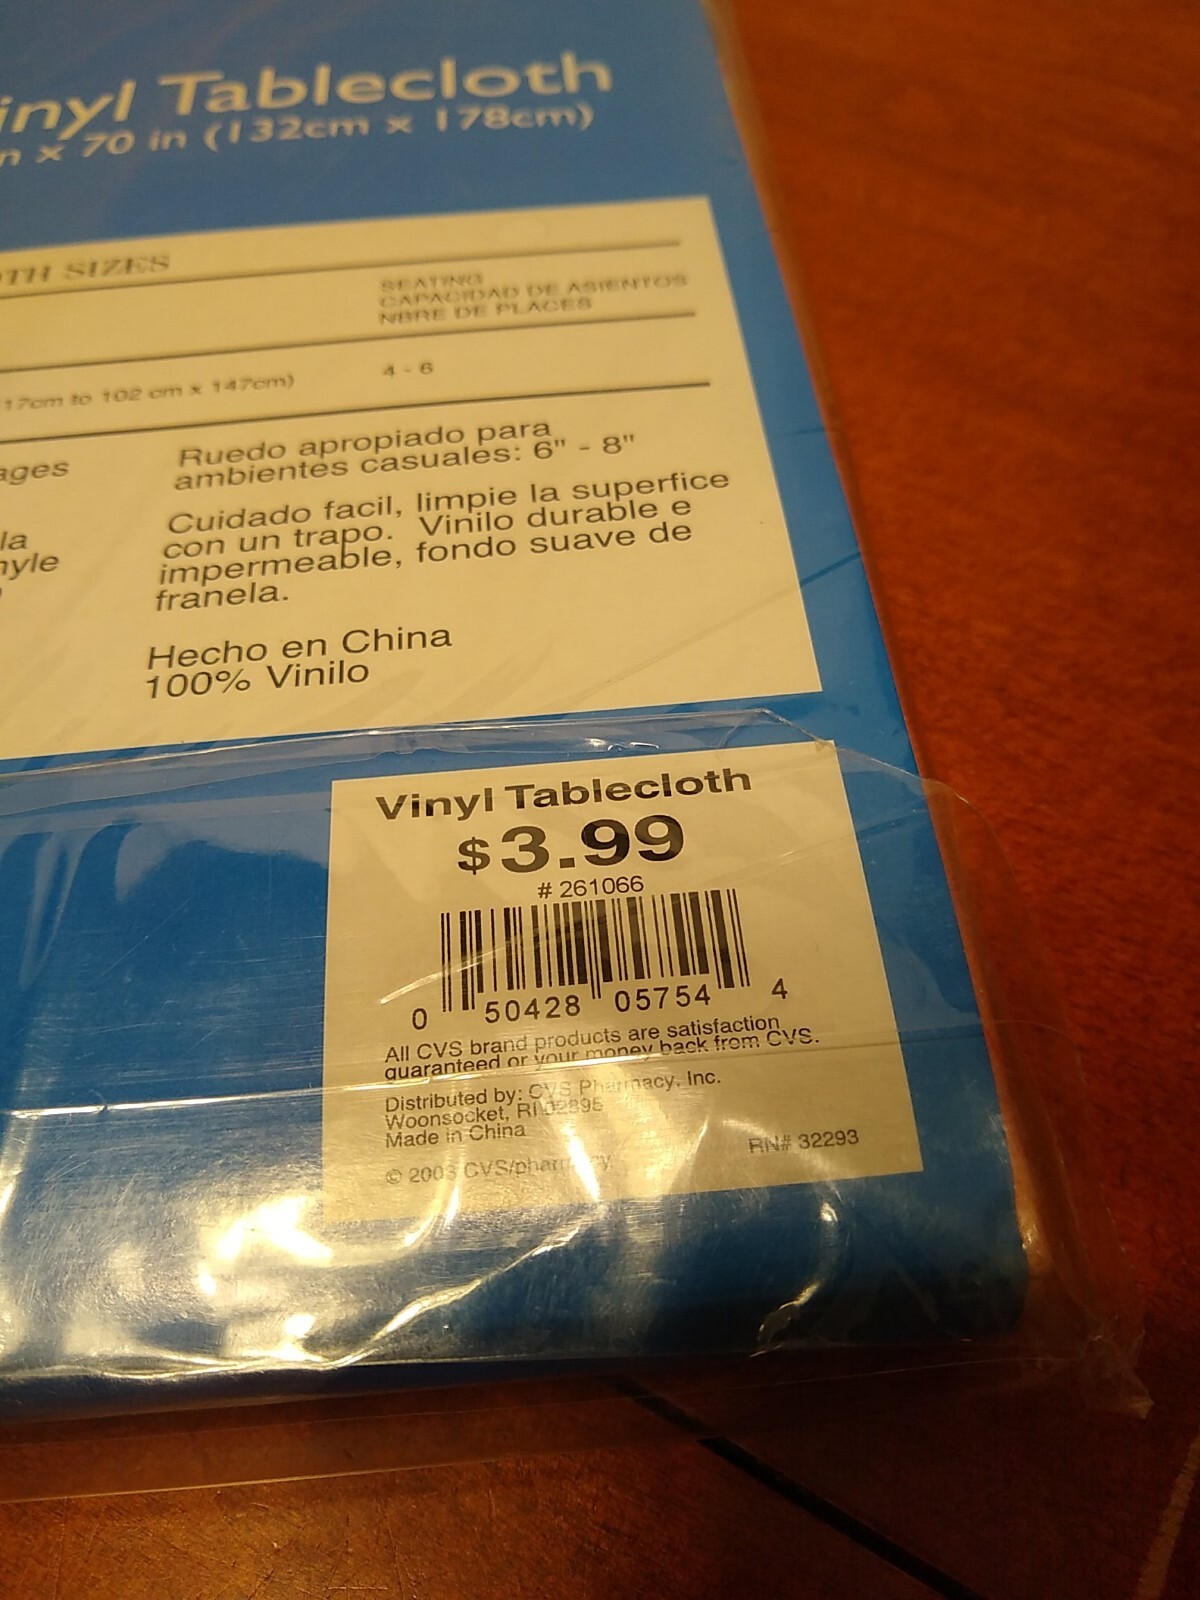 inyl Tablecloth
n x 70 in (132cm x 178cm)
TH SIZES
SEATING
CAPACIDAD DE ASIENTOS
NBRE DE PLACES
17cm to 102 cm x 147cm)
4 - 6
ages
la
nyle
Ruedo apropiado para
ambientes casuales: 6" - 8"
Cuidado facil, limpie la superfice
con un trapo. Vinilo durable e
impermeable, fondo suave de
franela.
Hecho en China
100% Vinilo
Vinyl Tablecloth
$3.99
# 261066
0 50428 05754 4
All CVS brand products are satisfaction
guaranteed or your money back from CVS.
Distributed by: CVS Pharmacy, Inc.
Woonsocket, RI 02895
Made in China
RN# 32293
© 2003 CVS/pharmacy